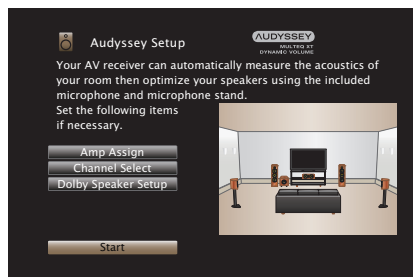 Audyssey Setup
AUDYSSEY
MULTEQ XT
DYNAMIC VOLUME
Your AV receiver can automatically measure the acoustics of
your room then optimize your speakers using the included
microphone and microphone stand.
Set the following items
if necessary.
Amp Assign
Channel Select
Dolby Speaker Setup
Start